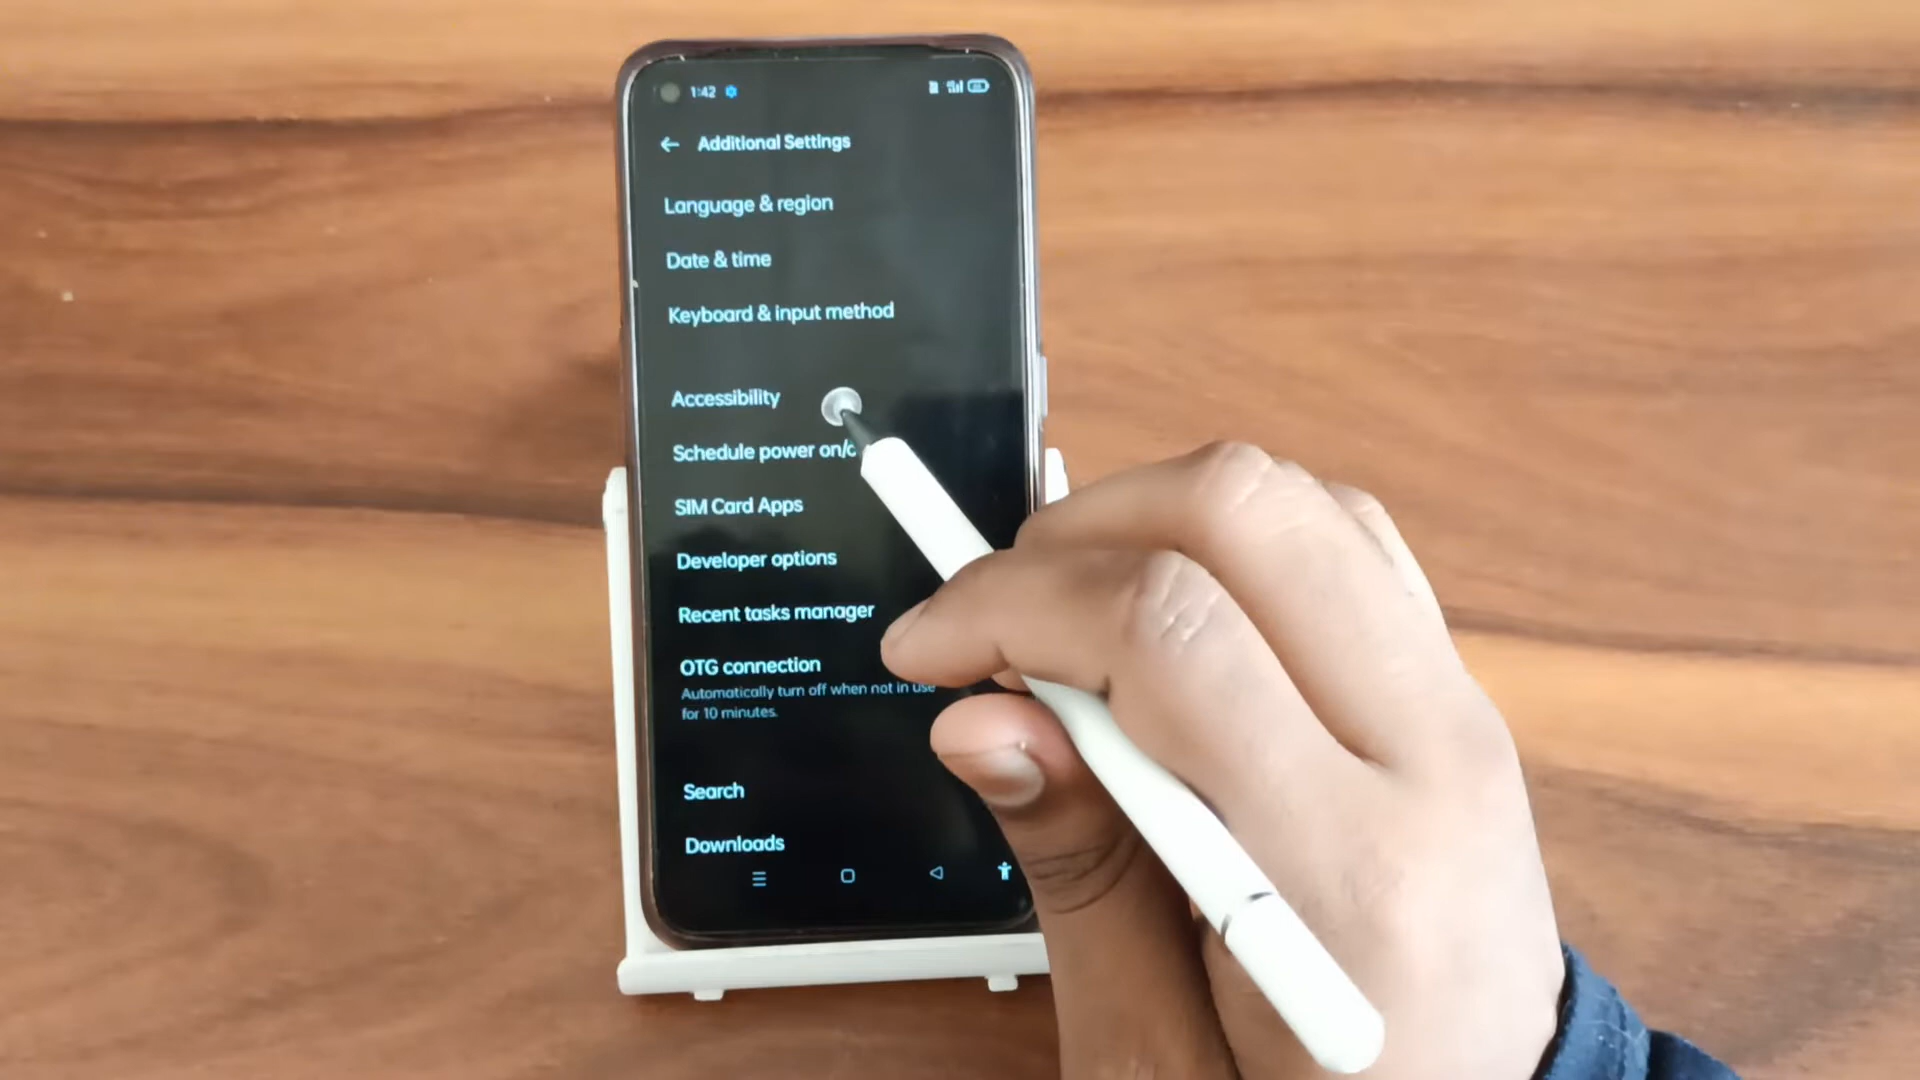 1:42
Additional Settings
Language & region
Date & time
Keyboard & input method
Accessibility
Schedule power on/
SIM Card Apps
Developer options
Recent tasks manager
OTG connection
Automatically turn off when not in use
for 10 minutes.
Search
Downloads